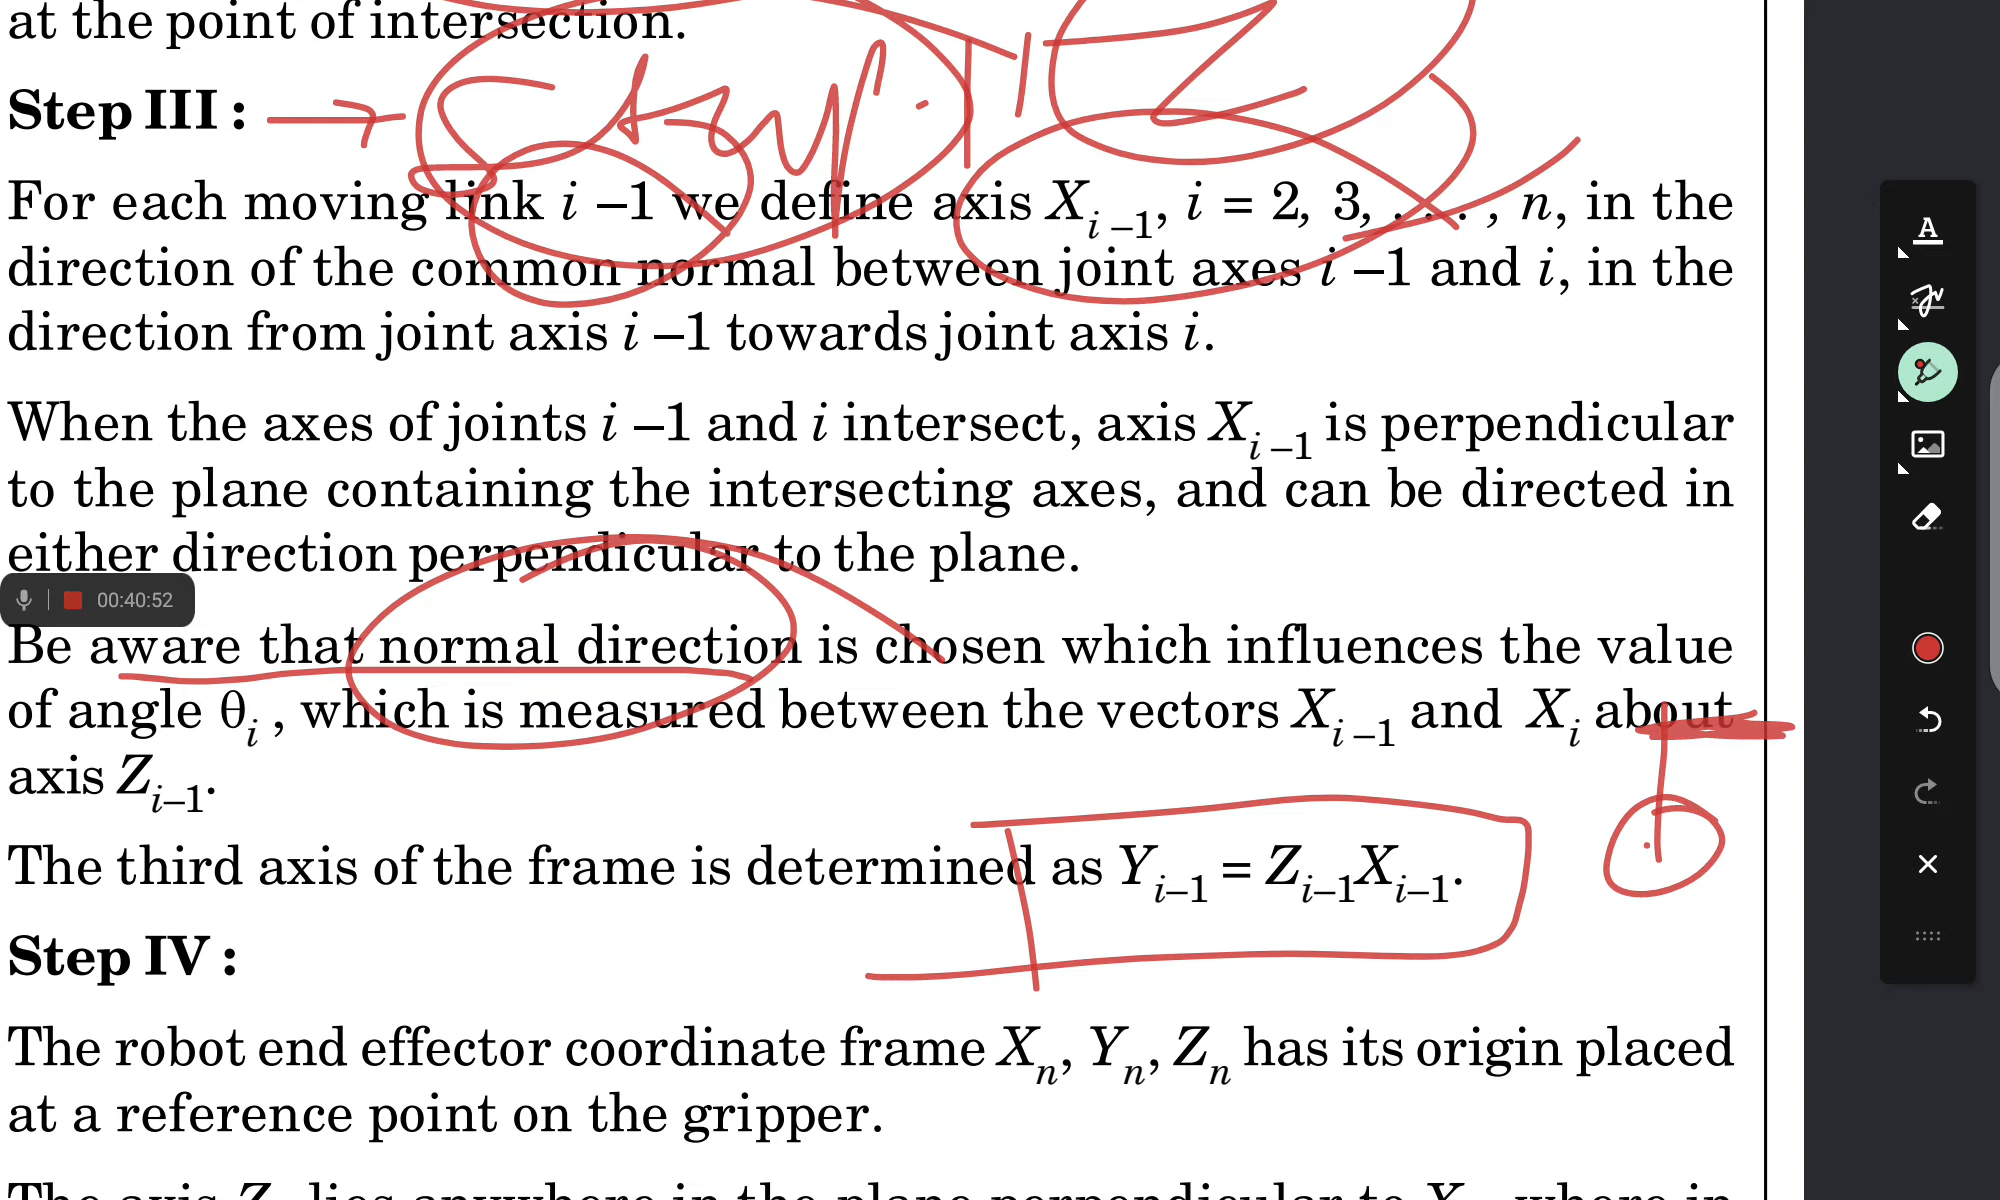 at the point of intersection.
Step III :
For each moving link i –1 we define axis Xi –1, i = 2, 3, . . . , n, in the
direction of the common normal between joint axes i –1 and i, in the
direction from joint axis i –1 towards joint axis i.
When the axes of joints i –1 and i intersect, axis Xi –1 is perpendicular
to the plane containing the intersecting axes, and can be directed in
either direction perpendicular to the plane.
00:40:52
Be aware that normal direction is chosen which influences the value
of angle θi , which is measured between the vectors Xi –1 and Xi about
axis Zi–1.
The third axis of the frame is determined as Yi–1 = Zi–1Xi–1.
Step IV :
The robot end effector coordinate frame Xn, Yn, Zn has its origin placed
at a reference point on the gripper.
lies anywhere in the plane perpendicular to
A